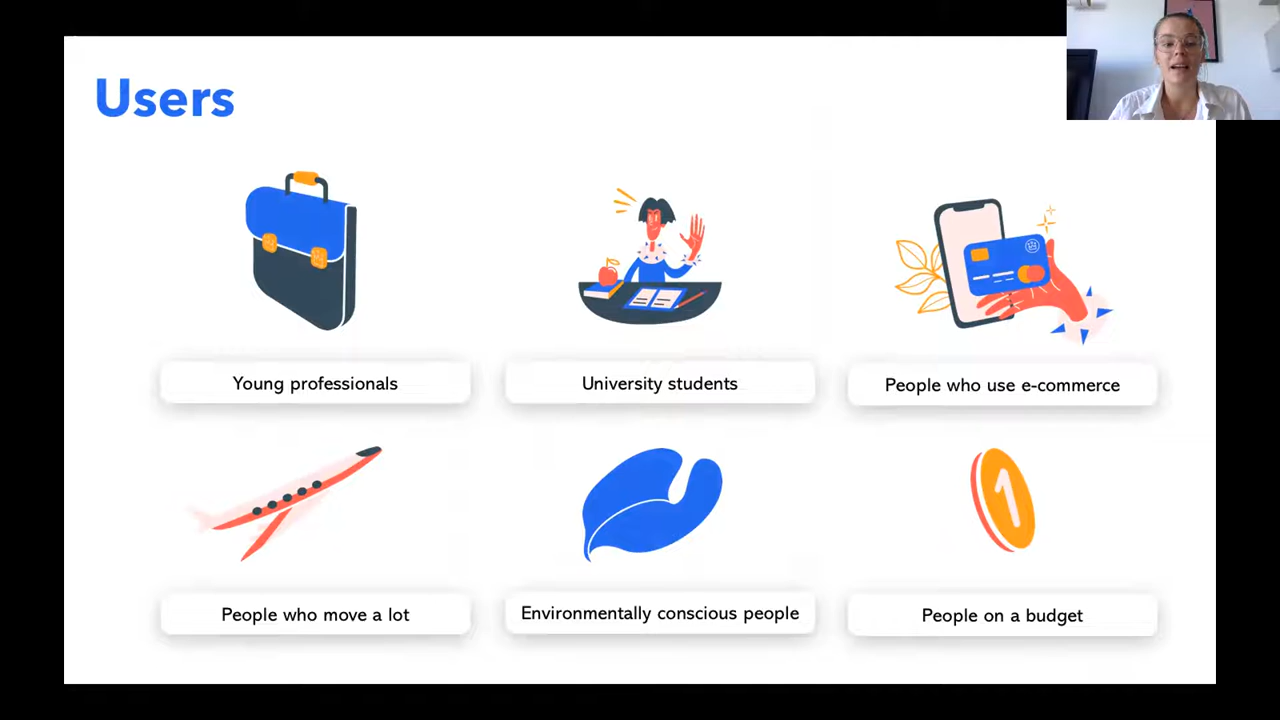 Users
Young professionals
University students
People who use e-commerce
1
People who move a lot
Environmentally conscious people
People on a budget